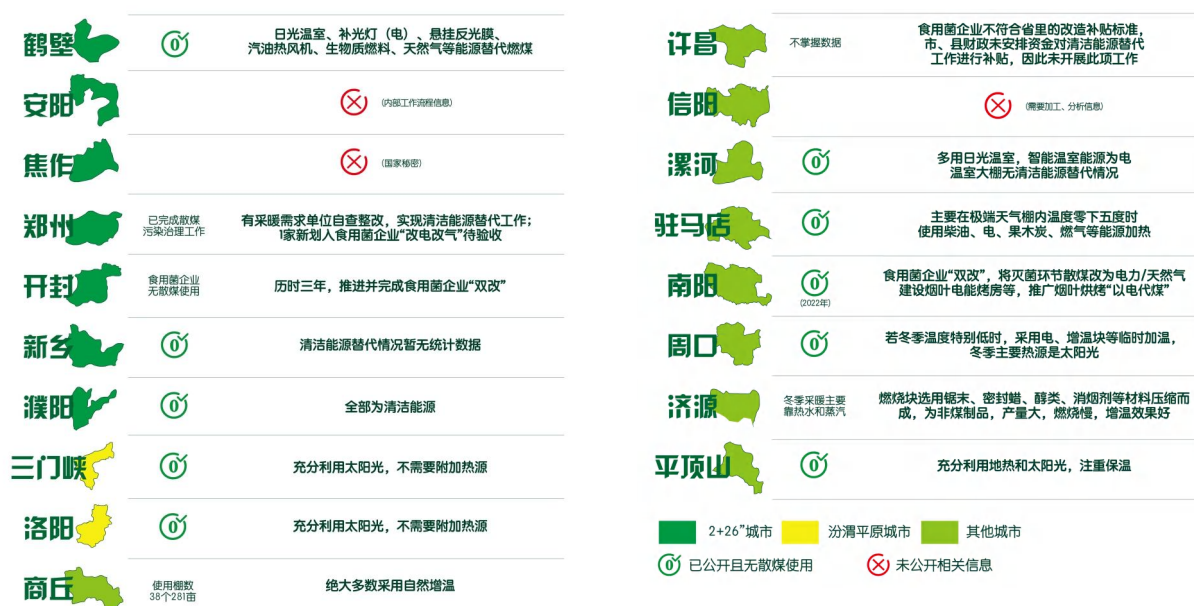 鹤壁
日光温室、补光灯（电）、悬挂反光膜、
汽油热风机、生物质燃料、天然气等能源替代燃煤
安阳
(内部工作流程信息)
焦作
(国家秘密)
郑州
已完成散煤
污染治理工作
有采暖需求单位自查整改，实现清洁能源替代工作；
1家新划入食用菌企业“改电改气”待验收
开封
食用菌企业
无散煤使用
历时三年，推进并完成食用菌企业“双改”
新乡
0
清洁能源替代情况暂无统计数据
濮阳
0
全部为清洁能源
三门峡
0
充分利用太阳光，不需要附加热源
洛阳
0
充分利用太阳光，不需要附加热源
商丘
使用棚数
38个281亩
绝大多数采用自然增温
许昌
不掌握数据
食用菌企业不符合省里的改造补贴标准，
市、县财政未安排资金对清洁能源替代
工作进行补贴，因此未开展此项工作
信阳
(需要加工、分析信息)
漯河
0
多用日光温室，智能温室能源为电
温室大棚无清洁能源替代情况
驻马店
0
主要在极端天气棚内温度零下五度时
使用柴油、电、果木炭、燃气等能源加热
南阳
0
(2022年)
食用菌企业“双改”，将灭菌环节散煤改为电力/天然气
建设烟叶电能烤房等，推广烟叶烘烤“以电代煤”
周口
0
若冬季温度特别低时，采用电、增温块等临时加温，
冬季主要热源是太阳光
济源
冬季采暖主要
靠热水和蒸汽
燃烧块选用锯末、密封蜡、醇类、消烟剂等材料压缩而
成，为非煤制品，产量大，燃烧慢，增温效果好
平顶山
0
充分利用地热和太阳光，注重保温
2+26”城市
汾渭平原城市
其他城市
0
已公开且无散煤使用
未公开相关信息